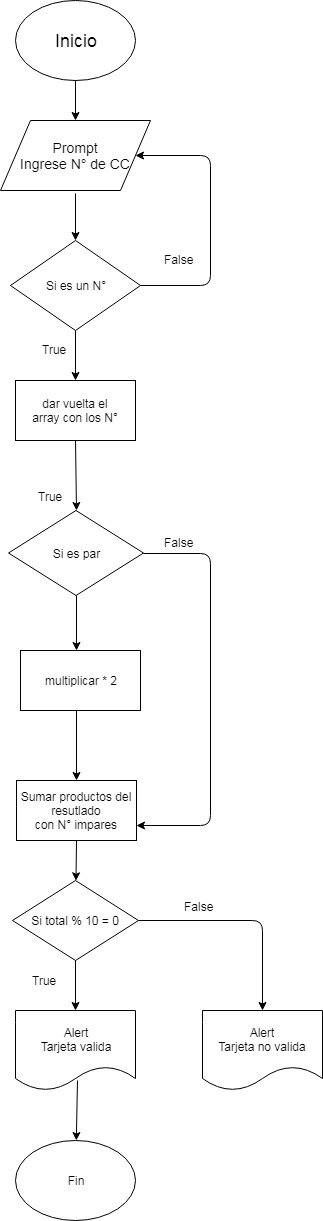 Inicio
Prompt
Ingrese N° de CC
False
Si es un N°
True
dar vuelta el
array con los N°
True
Si es par
False
multiplicar * 2
Sumar productos del
resutlado
con N° impares
False
Si total % 10 = 0
True
Alert
Tarjeta valida
Alert
Tarjeta no valida
Fin